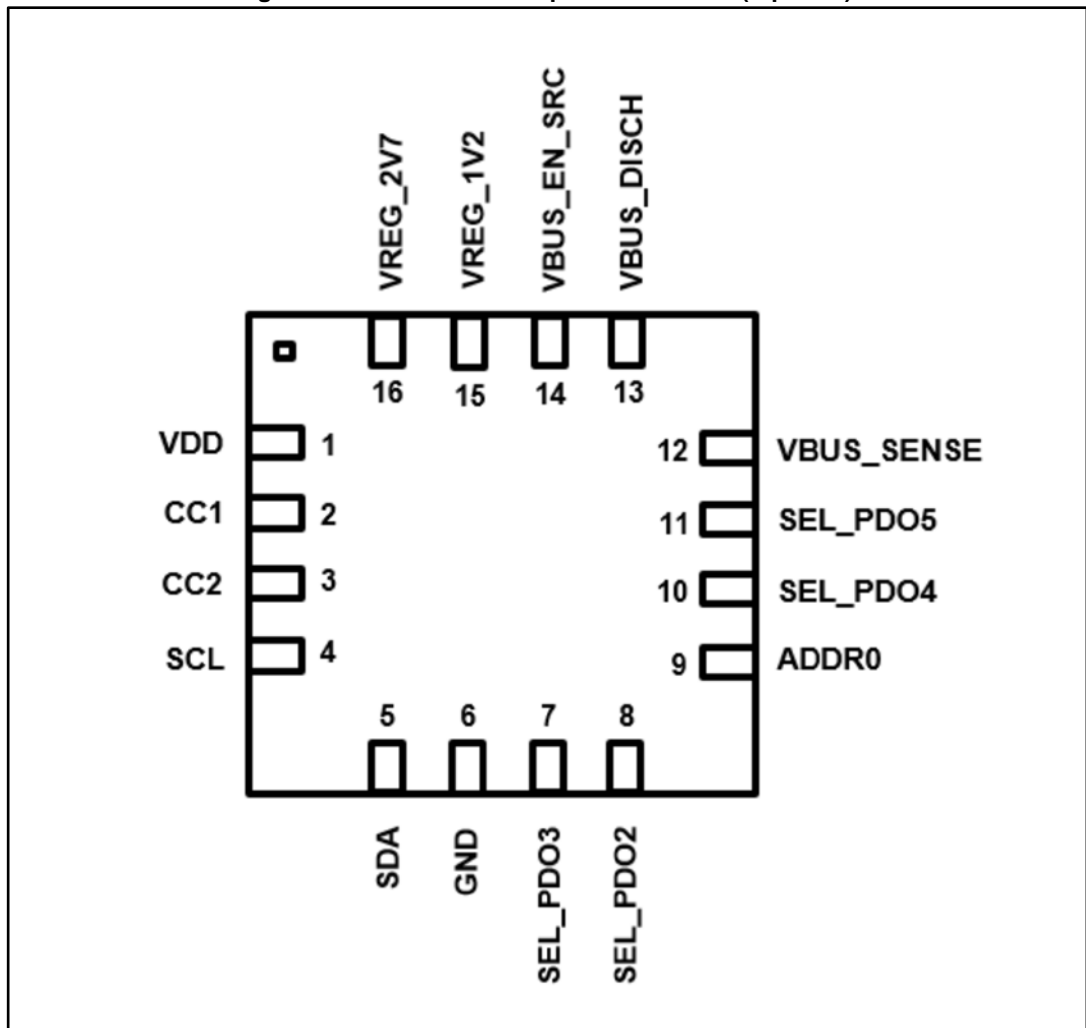 VREG_2V7
VREG_1V2
VBUS_EN_SRC
VBUS_DISCH
16
15
14
13
VDD
1
CC1
2
CC2
3
SCL
4
12
VBUS_SENSE
11
SEL_PDO5
10
SEL_PDO4
9
ADDR0
5
6
7
8
SDA
GND
SEL_PDO3
SEL_PDO2